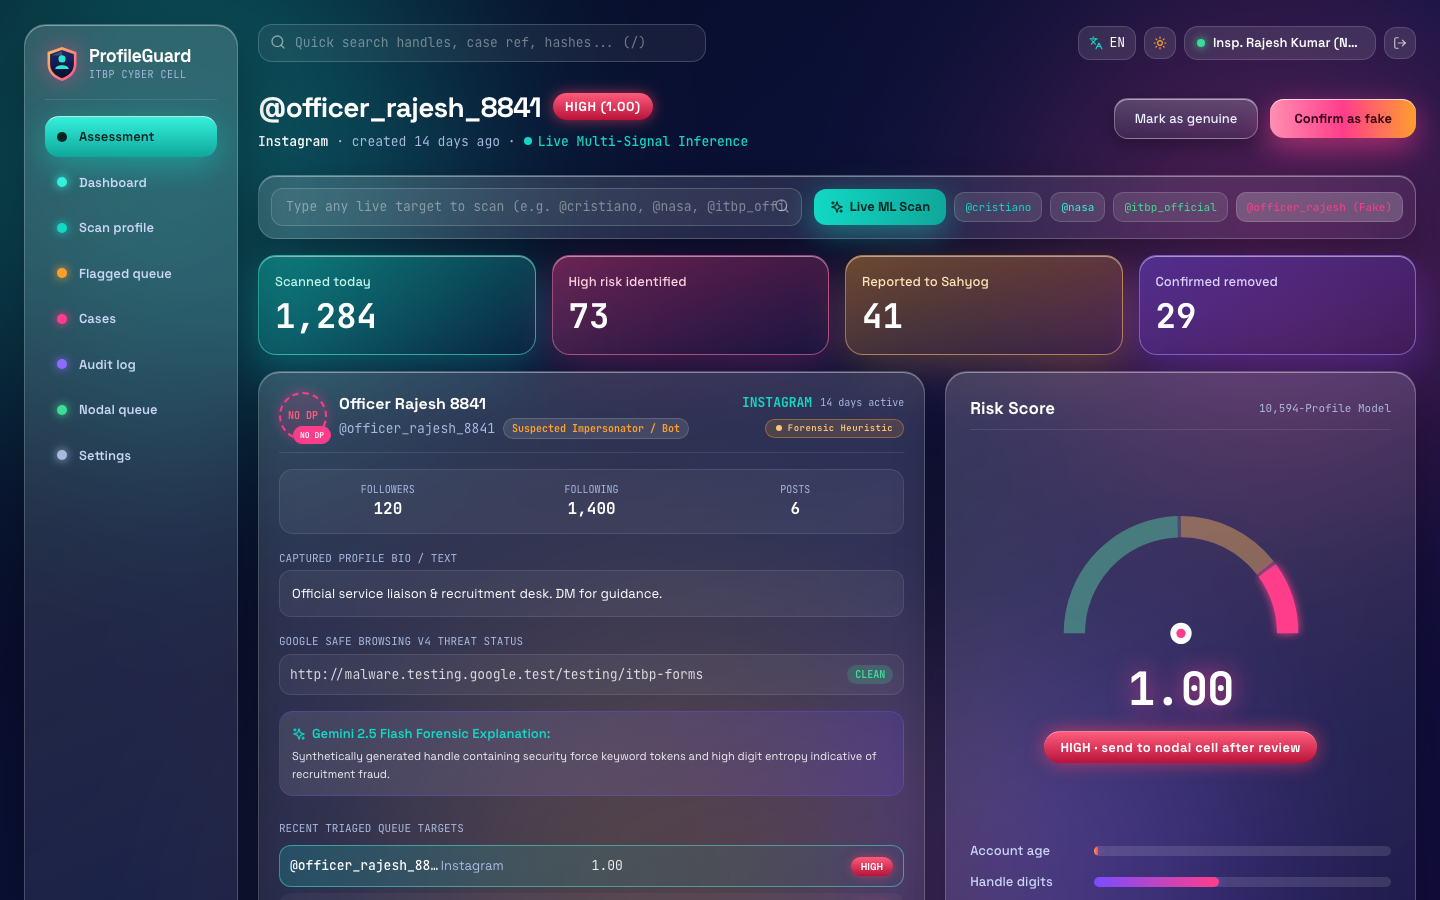 ProfileGuard
ITBP CYBER CELL
Assessment
Dashboard
Scan profile
Flagged queue
Cases
Audit log
Nodal queue
Settings
Quick search handles, case ref, hashes... (/)
EN
Insp. Rajesh Kumar (N...
@officer_rajesh_8841
HIGH (1.00)
Instagram · created 14 days ago · Live Multi-Signal Inference
Mark as genuine
Confirm as fake
Type any live target to scan (e.g. @cristiano, @nasa, @itbp_offi
Live ML Scan
@cristiano
@nasa
@itbp_official
@officer_rajesh (Fake)
Scanned today
1,284
High risk identified
73
Reported to Sahyog
41
Confirmed removed
29
NO DP
NO DP
Officer Rajesh 8841
@officer_rajesh_8841
Suspected Impersonator / Bot
INSTAGRAM 14 days active
Forensic Heuristic
FOLLOWERS
120
FOLLOWING
1,400
POSTS
6
CAPTURED PROFILE BIO / TEXT
Official service liaison & recruitment desk. DM for guidance.
GOOGLE SAFE BROWSING V4 THREAT STATUS
http://malware.testing.google.test/testing/itbp-forms
CLEAN
Gemini 2.5 Flash Forensic Explanation:
Synthetically generated handle containing security force keyword tokens and high digit entropy indicative of
recruitment fraud.
RECENT TRIAGED QUEUE TARGETS
@officer_rajesh_88… Instagram 1.00 HIGH
Risk Score
10,594-Profile Model
1.00
HIGH · send to nodal cell after review
Account age
Handle digits